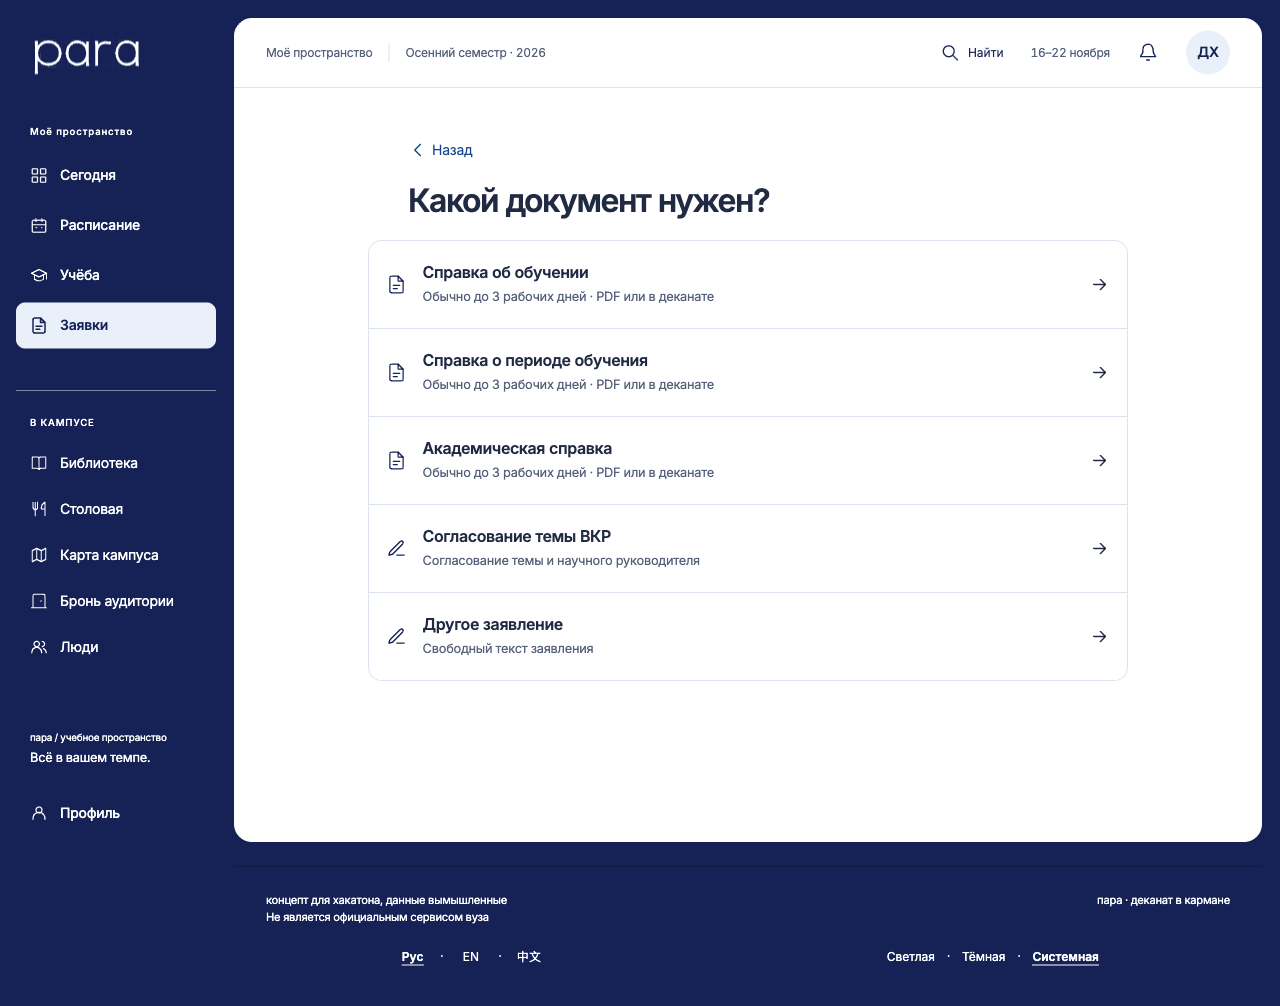 para
Моё пространство
Сегодня
Расписание
Учёба
Заявки
В КАМПУСЕ
Библиотека
Столовая
Карта кампуса
Бронь аудитории
Люди
пара / учебное пространство
Всё в вашем темпе.
Профиль
Моё пространство
Осенний семестр · 2026
Найти
16–22 ноября
ДХ
Назад
Какой документ нужен?
Справка об обучении
Обычно до 3 рабочих дней · PDF или в деканате
Справка о периоде обучения
Обычно до 3 рабочих дней · PDF или в деканате
Академическая справка
Обычно до 3 рабочих дней · PDF или в деканате
Согласование темы ВКР
Согласование темы и научного руководителя
Другое заявление
Свободный текст заявления
концепт для хакатона, данные вымышленные
Не является официальным сервисом вуза
пара · деканат в кармане
Рус · EN · 中文
Светлая · Тёмная · Системная